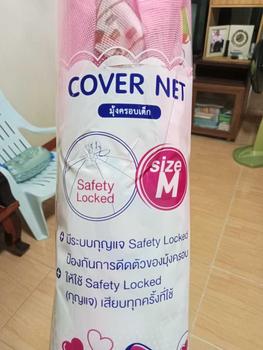 COVER NET
มุ้งครอบเด็ก
Safety
Locked
size
M
มีระบบกุญแจ Safety Locked
ป้องกันการดีดตัวของมุ้งครอบ
ให้ใช้ Safety Locked
(กุญแจ) เสียบทุกครั้งที่ใช้